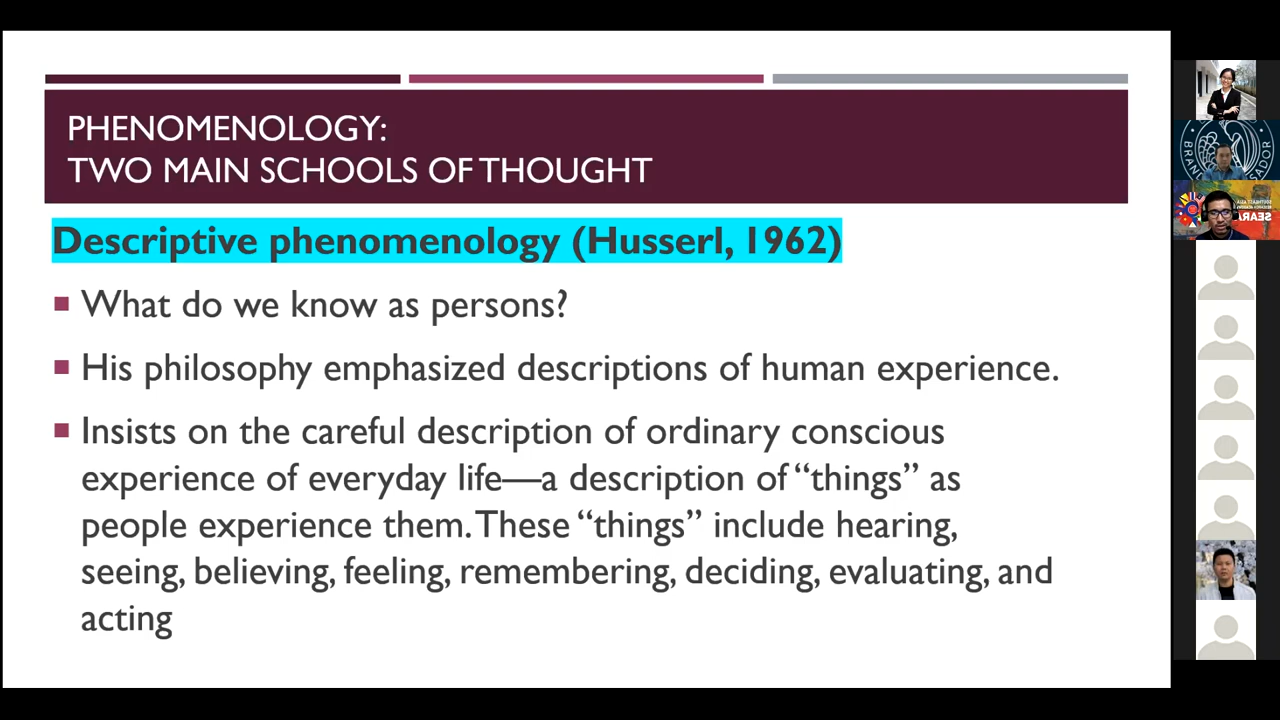 PHENOMENOLOGY:
TWO MAIN SCHOOLS OF THOUGHT
Descriptive phenomenology (Husserl, 1962)
What do we know as persons?
His philosophy emphasized descriptions of human experience.
Insists on the careful description of ordinary conscious
experience of everyday life—a description of “things” as
people experience them. These “things” include hearing,
seeing, believing, feeling, remembering, deciding, evaluating, and
acting